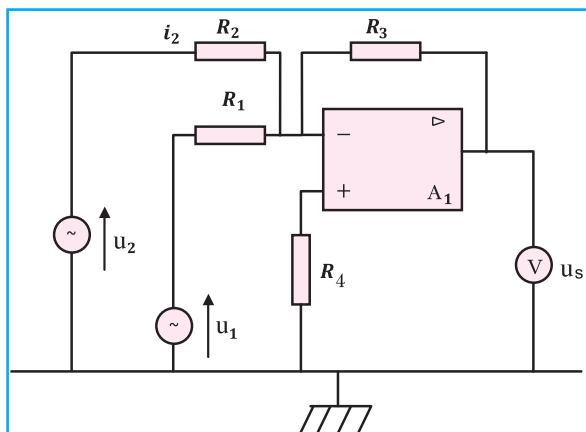 i₂ R₂ R₃
R₁
−
+
A₁
~ u₂
R₄
V uₛ
~ u₁